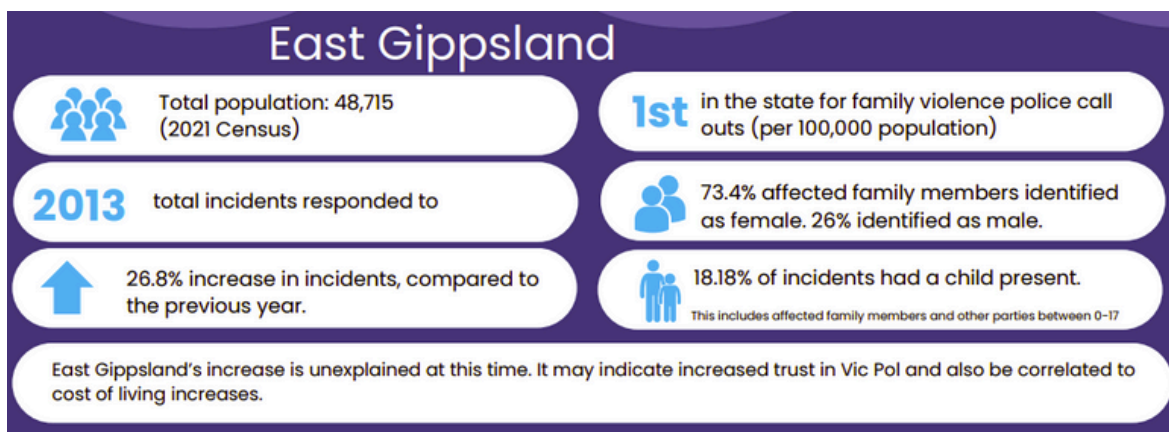 East Gippsland
Total population: 48,715
(2021 Census)
1st in the state for family violence police call
outs (per 100,000 population)
2013 total incidents responded to
73.4% affected family members identified
as female. 26% identified as male.
26.8% increase in incidents, compared to
the previous year.
18.18% of incidents had a child present.
This includes affected family members and other parties between 0-17
East Gippsland's increase is unexplained at this time. It may indicate increased trust in Vic Pol and also be correlated to
cost of living increases.